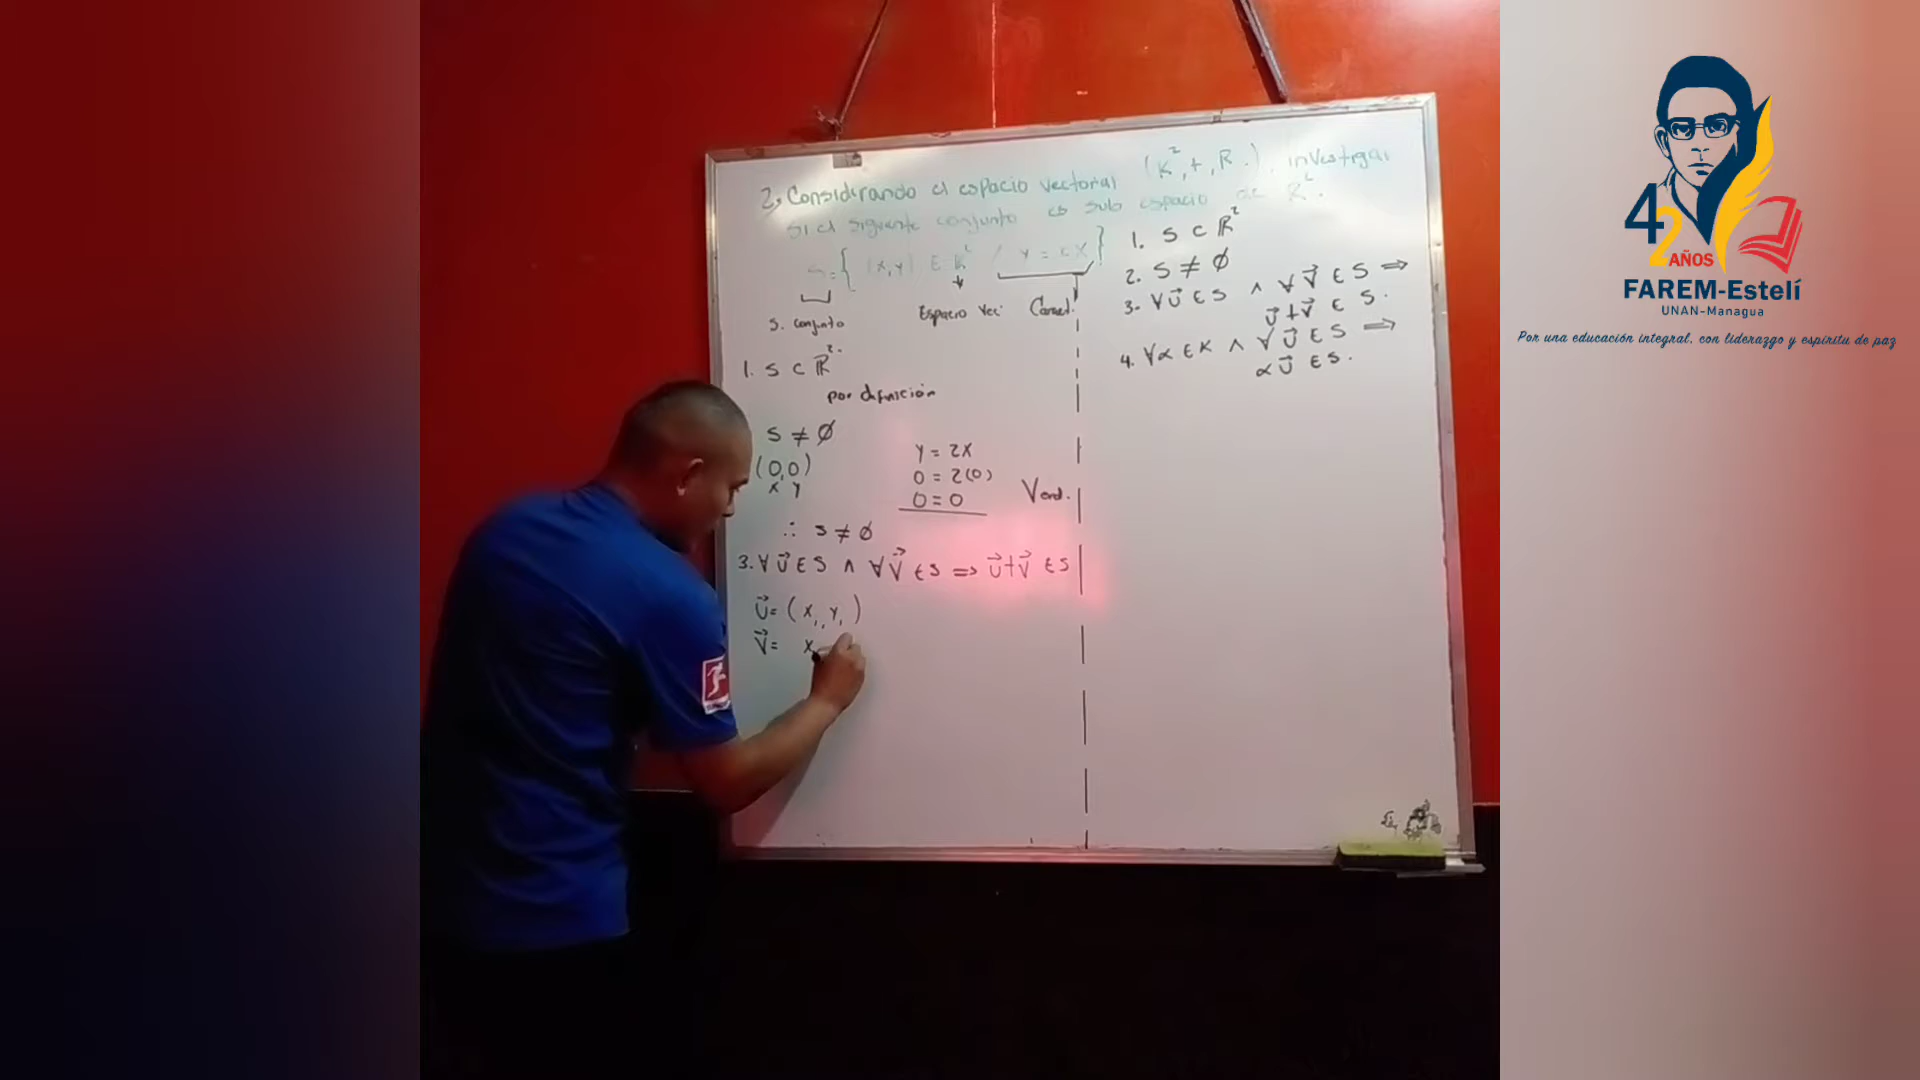 2, Considerando el espacio vectorial (K², +, R .), investigar
si el siguiente conjunto es sub espacio de R².
S={ (X,Y) E R² / Y = 2X }
S. conjunto
Espacio Vec.
Caract.
1. S ⊂ R².
por definición
S ≠ ∅
(0,0)
X Y
Y = 2X
0 = 2(0)
0 = 0
Verd.
∴ S ≠ ∅
3. ∀ U⃗ ∈ S ∧ ∀ V⃗ ∈ S ⇒ U⃗ + V⃗ ∈ S
U⃗ = (X₁, Y₁)
V⃗ = X
1. S ⊂ R²
2. S ≠ ∅
3. ∀ U⃗ ∈ S ∧ ∀ V⃗ ∈ S ⇒
U⃗ + V⃗ ∈ S.
4. ∀ α ∈ K ∧ ∀ U⃗ ∈ S ⇒
α U⃗ ∈ S.
42
AÑOS
FAREM-Estelí
UNAN-Managua
Por una educación integral, con liderazgo y espíritu de paz